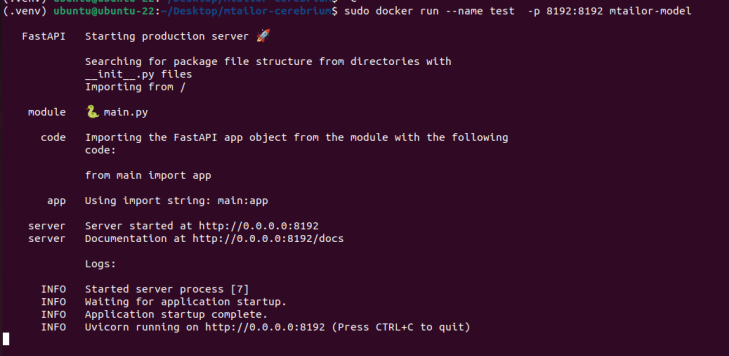 (.venv) ubuntu@ubuntu-22:~/Desktop/mtailor-cerebrium$ sudo docker run --name test  -p 8192:8192 mtailor-model
FastAPI   Starting production server 🚀
Searching for package file structure from directories with
__init__.py files
Importing from /
module   🐍 main.py
code   Importing the FastAPI app object from the module with the following
code:
from main import app
app   Using import string: main:app
server   Server started at http://0.0.0.0:8192
server   Documentation at http://0.0.0.0:8192/docs
Logs:
INFO   Started server process [7]
INFO   Waiting for application startup.
INFO   Application startup complete.
INFO   Uvicorn running on http://0.0.0.0:8192 (Press CTRL+C to quit)